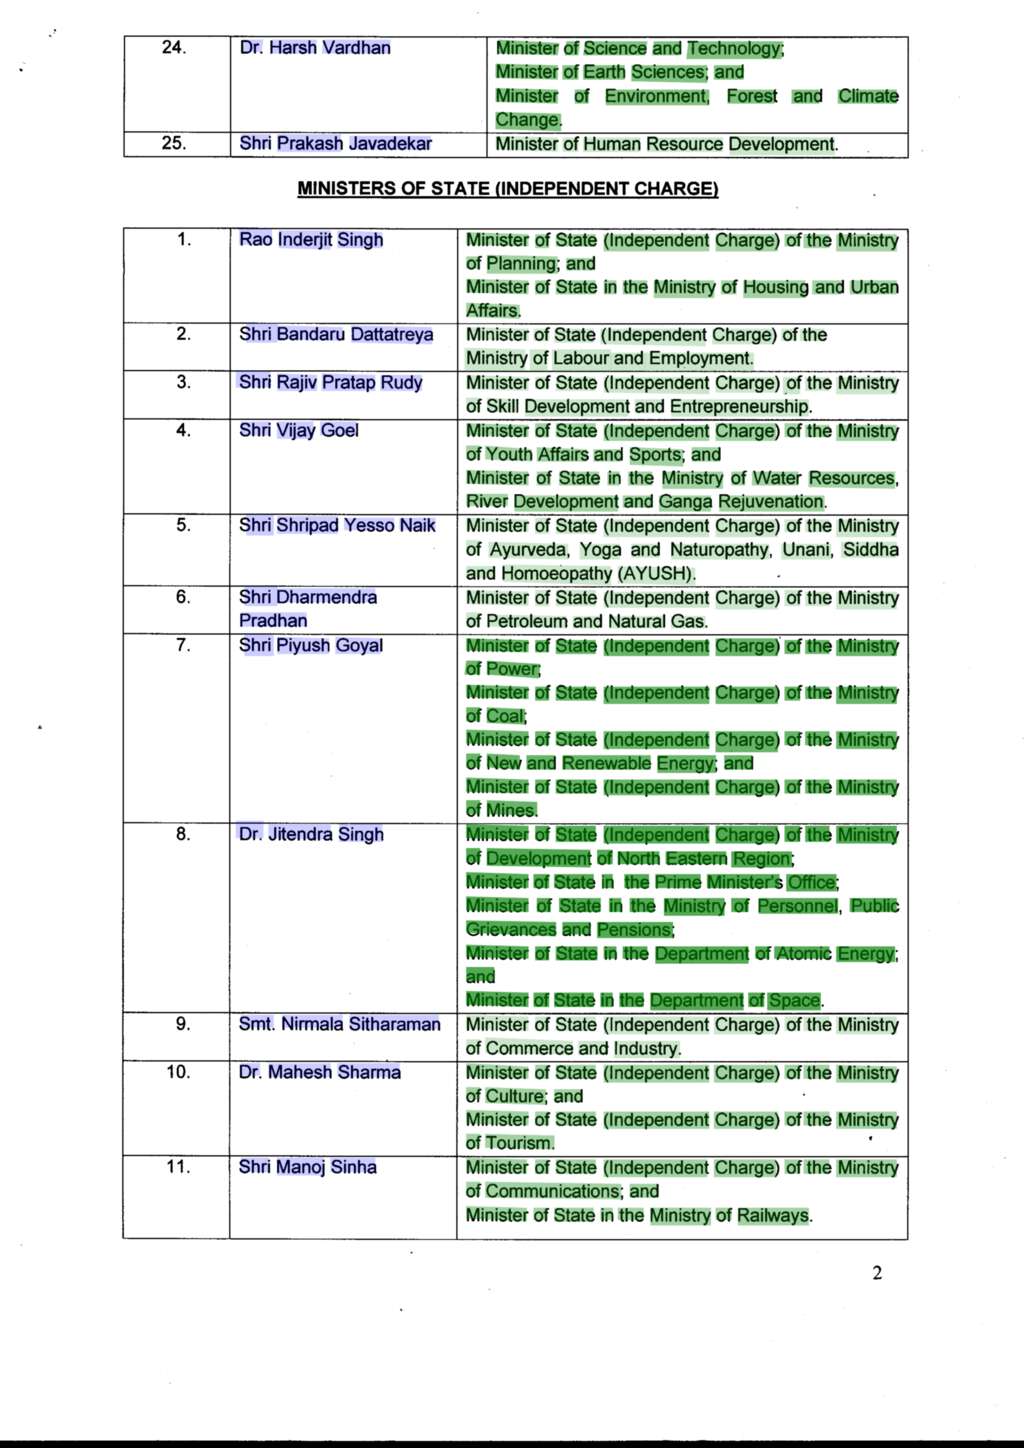 24. Dr. Harsh Vardhan Minister of Science and Technology;
Minister of Earth Sciences; and
Minister of Environment, Forest and Climate
Change.
25. Shri Prakash Javadekar Minister of Human Resource Development.
MINISTERS OF STATE (INDEPENDENT CHARGE)
1. Rao Inderjit Singh Minister of State (Independent Charge) of the Ministry
of Planning; and
Minister of State in the Ministry of Housing and Urban
Affairs.
2. Shri Bandaru Dattatreya Minister of State (Independent Charge) of the
Ministry of Labour and Employment.
3. Shri Rajiv Pratap Rudy Minister of State (Independent Charge) of the Ministry
of Skill Development and Entrepreneurship.
4. Shri Vijay Goel Minister of State (Independent Charge) of the Ministry
of Youth Affairs and Sports; and
Minister of State in the Ministry of Water Resources,
River Development and Ganga Rejuvenation.
5. Shri Shripad Yesso Naik Minister of State (Independent Charge) of the Ministry
of Ayurveda, Yoga and Naturopathy, Unani, Siddha
and Homoeopathy (AYUSH).
6. Shri Dharmendra Minister of State (Independent Charge) of the Ministry
Pradhan of Petroleum and Natural Gas.
7. Shri Piyush Goyal Minister of State (Independent Charge) of the Ministry
of Power;
Minister of State (Independent Charge) of the Ministry
of Coal;
Minister of State (Independent Charge) of the Ministry
of New and Renewable Energy; and
Minister of State (Independent Charge) of the Ministry
of Mines.
8. Dr. Jitendra Singh Minister of State (Independent Charge) of the Ministry
of Development of North Eastern Region;
Minister of State in the Prime Minister's Office;
Minister of State in the Ministry of Personnel, Public
Grievances and Pensions;
Minister of State in the Department of Atomic Energy;
and
Minister of State in the Department of Space.
9. Smt. Nirmala Sitharaman Minister of State (Independent Charge) of the Ministry
of Commerce and Industry.
10. Dr. Mahesh Sharma Minister of State (Independent Charge) of the Ministry
of Culture; and
Minister of State (Independent Charge) of the Ministry
of Tourism.
11. Shri Manoj Sinha Minister of State (Independent Charge) of the Ministry
of Communications; and
Minister of State in the Ministry of Railways.
2